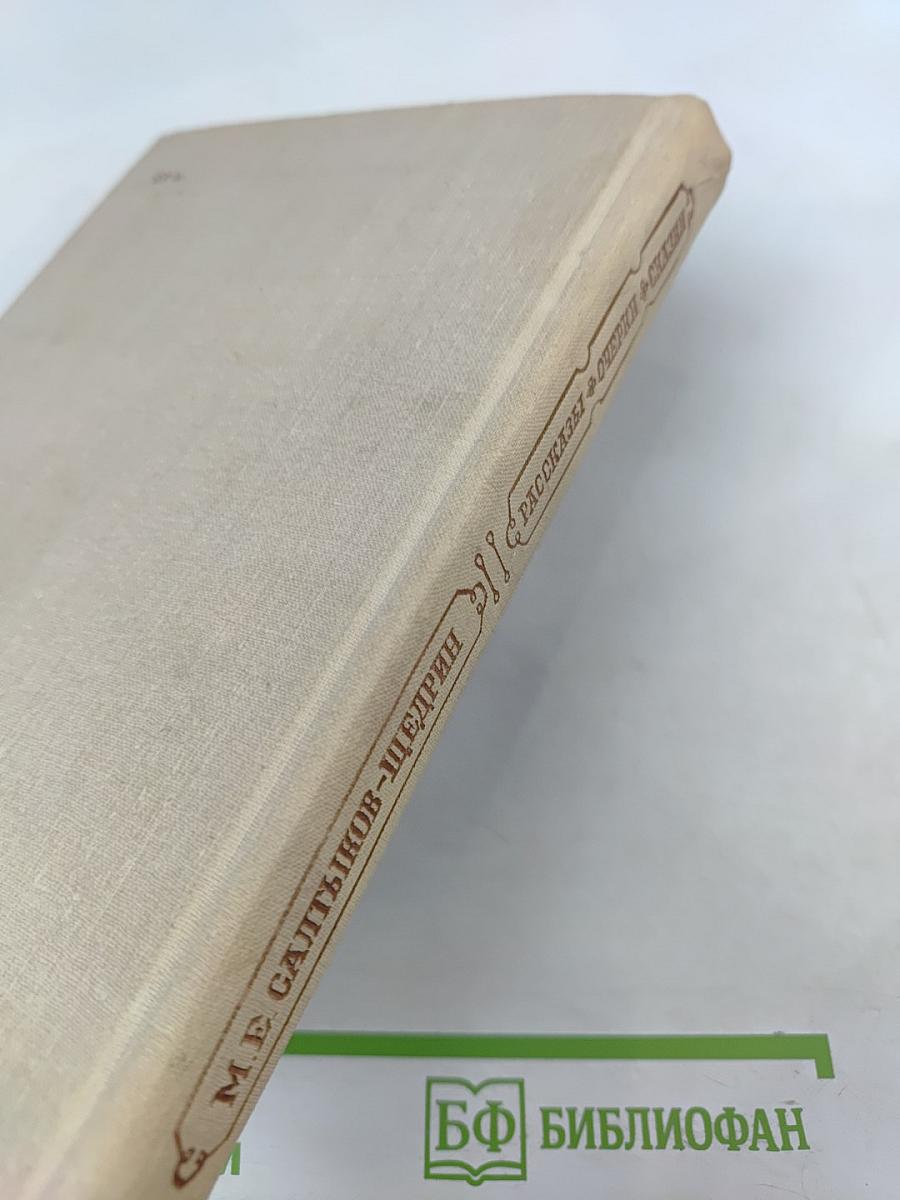 М. Е. САЛТЫКОВ-ЩЕДРИН
РАССКАЗЫ ОЧЕРКИ СКАЗКИ
БФ БИБЛИОФАН